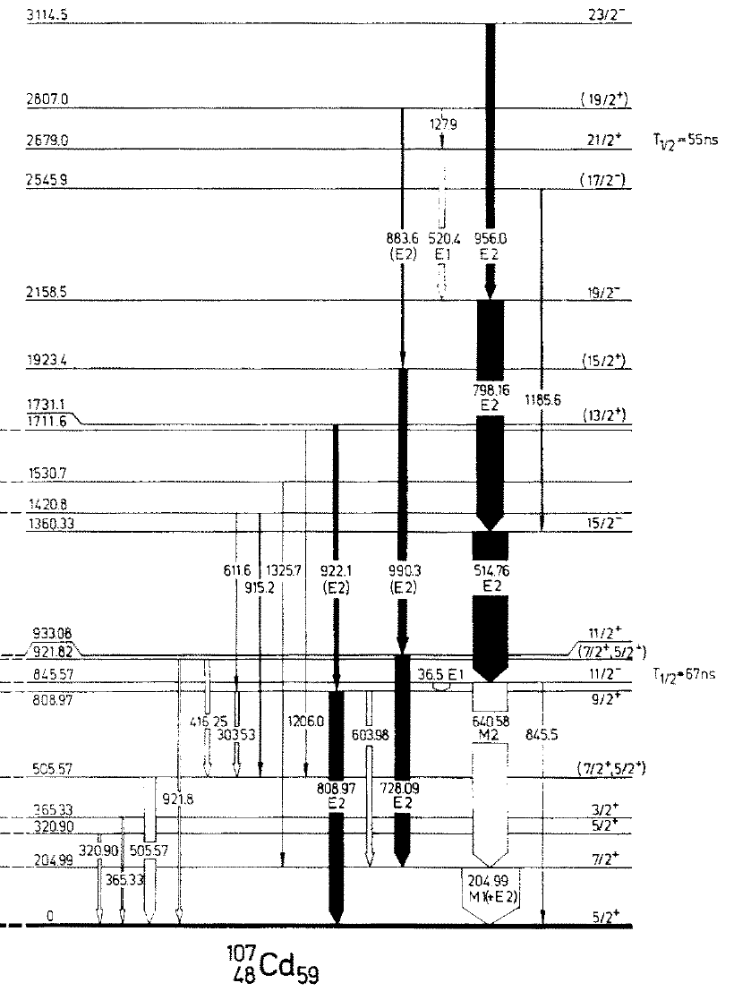 3114.5 23/2⁻
2807.0 (19/2⁺)
127.9
2679.0 21/2⁺ T1/2=55ns
2545.9 (17/2⁻)
883.6 520.4 956.0
(E2) E1 E2
2158.5 19/2⁻
1923.4 (15/2⁺)
798.16
E2
1185.6
1731.1
1711.6 (13/2⁺)
1530.7
1420.8
1360.33 15/2⁻
611.6 1325.7 922.1 990.3 514.76
915.2 (E2) (E2) E2
933.08 11/2⁺
921.82 (7/2⁺,5/2⁺)
36.5 E1
845.57 11/2⁻ T1/2=67ns
808.97 9/2⁺
416.25 1206.0 640.58
303.53 603.98 M2 845.5
505.57 (7/2⁺,5/2⁺)
921.8 808.97 728.09
E2 E2
365.33 3/2⁺
320.90 5/2⁺
320.90 505.57
204.99 7/2⁺
365.33 204.99
M1(+E2)
0 5/2⁺
107
48Cd59